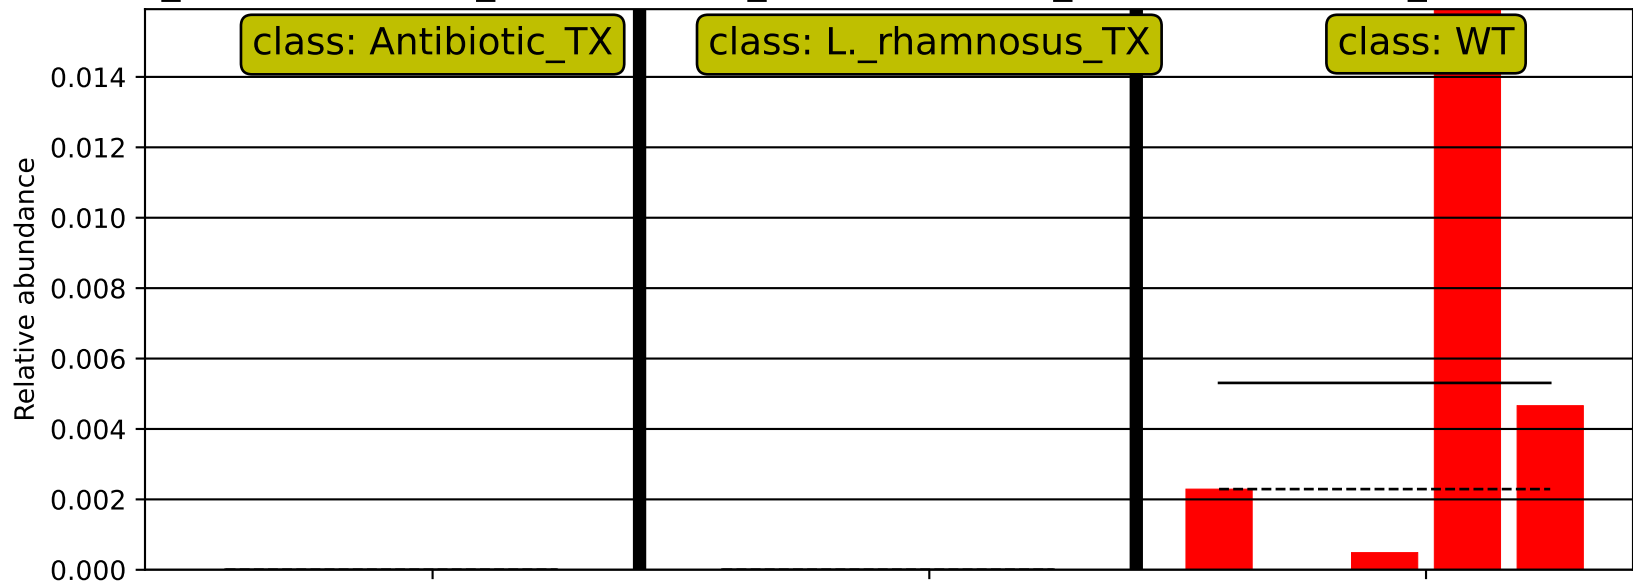 class: Antibiotic_TX
class: L._rhamnosus_TX
class: WT
0.014
0.012
0.010
0.008
0.006
0.004
0.002
0.000
Relative abundance